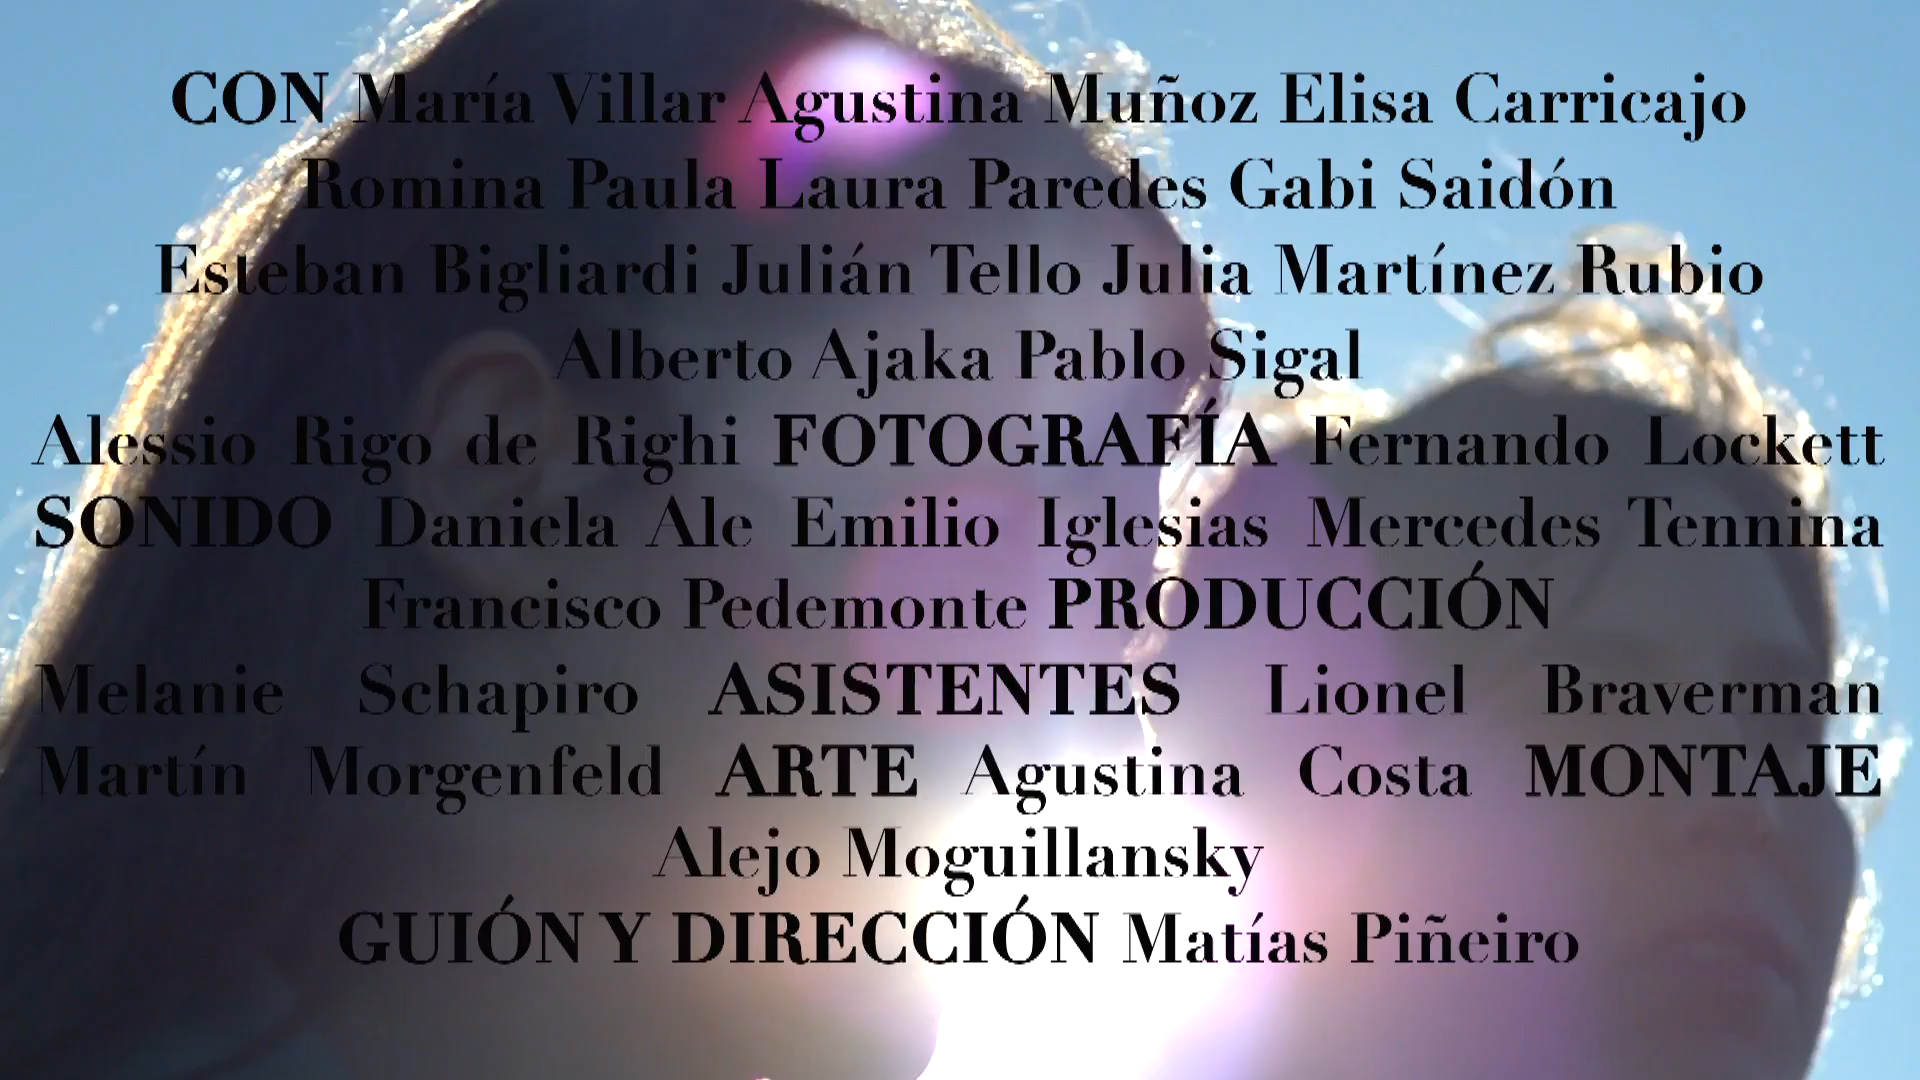 CON María Villar Agustina Muñoz Elisa Carricajo
Romina Paula Laura Paredes Gabi Saidón
Esteban Bigliardi Julián Tello Julia Martínez Rubio
Alberto Ajaka Pablo Sigal
Alessio Rigo de Righi FOTOGRAFÍA Fernando Lockett
SONIDO Daniela Ale Emilio Iglesias Mercedes Tennina
Francisco Pedemonte PRODUCCIÓN
Melanie Schapiro ASISTENTES Lionel Braverman
Martín Morgenfeld ARTE Agustina Costa MONTAJE
Alejo Moguillansky
GUIÓN Y DIRECCIÓN Matías Piñeiro